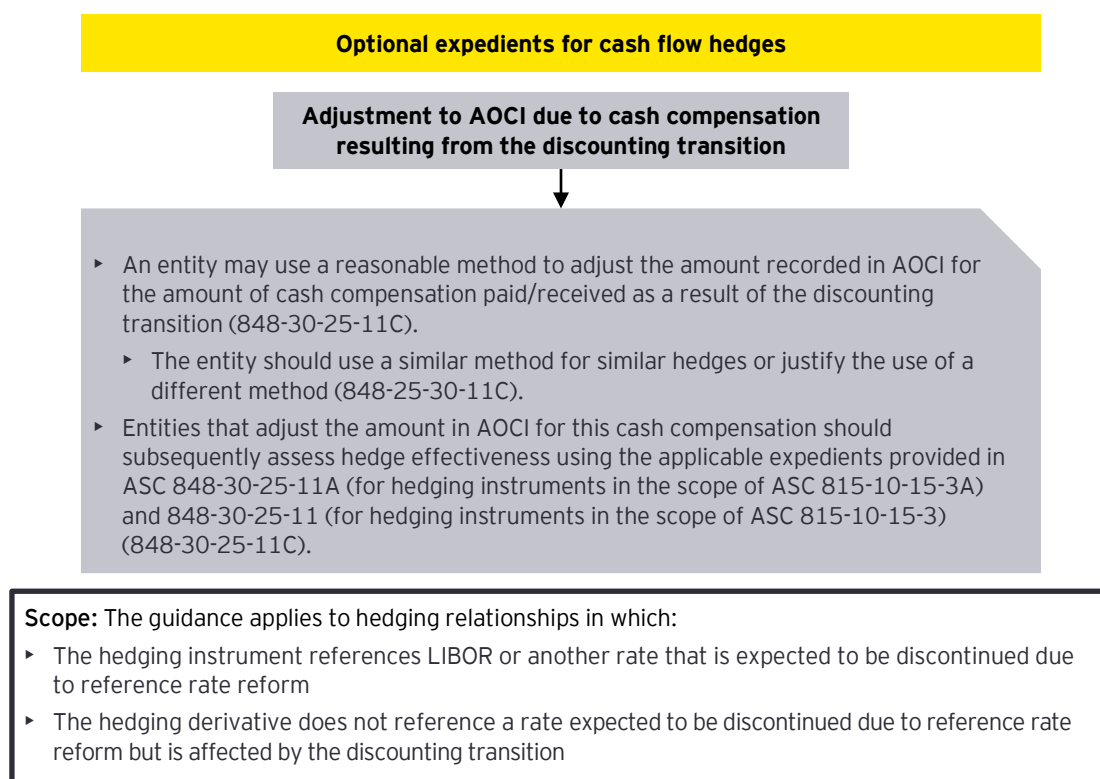 Optional expedients for cash flow hedges
Adjustment to AOCI due to cash compensation
resulting from the discounting transition
‣ An entity may use a reasonable method to adjust the amount recorded in AOCI for
the amount of cash compensation paid/received as a result of the discounting
transition (848-30-25-11C).
‣ The entity should use a similar method for similar hedges or justify the use of a
different method (848-25-30-11C).
‣ Entities that adjust the amount in AOCI for this cash compensation should
subsequently assess hedge effectiveness using the applicable expedients provided in
ASC 848-30-25-11A (for hedging instruments in the scope of ASC 815-10-15-3A)
and 848-30-25-11 (for hedging instruments in the scope of ASC 815-10-15-3)
(848-30-25-11C).
Scope: The guidance applies to hedging relationships in which:
‣ The hedging instrument references LIBOR or another rate that is expected to be discontinued due
to reference rate reform
‣ The hedging derivative does not reference a rate expected to be discontinued due to reference rate
reform but is affected by the discounting transition